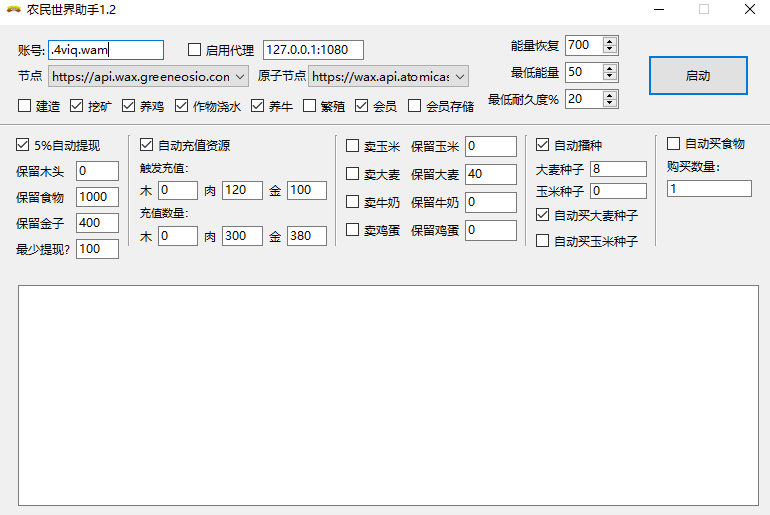 农民世界助手1.2
账号: .4viq.wam 启用代理 127.0.0.1:1080 能量恢复 700
节点 https://api.wax.greeneosio.con 原子节点 https://wax.api.atomicas 最低能量 50 启动
建造 挖矿 养鸡 作物浇水 养牛 繁殖 会员 会员存储 最低耐久度% 20
5%自动提现 自动充值资源 卖玉米 保留玉米 0 自动播种 自动买食物
保留木头 0 触发充值: 卖大麦 保留大麦 40 大麦种子 8 购买数量:
保留食物 1000 木 0 肉 120 金 100 卖牛奶 保留牛奶 0 玉米种子 0 1
保留金子 400 充值数量: 卖鸡蛋 保留鸡蛋 0 自动买大麦种子
最少提现? 100 木 0 肉 300 金 380 自动买玉米种子